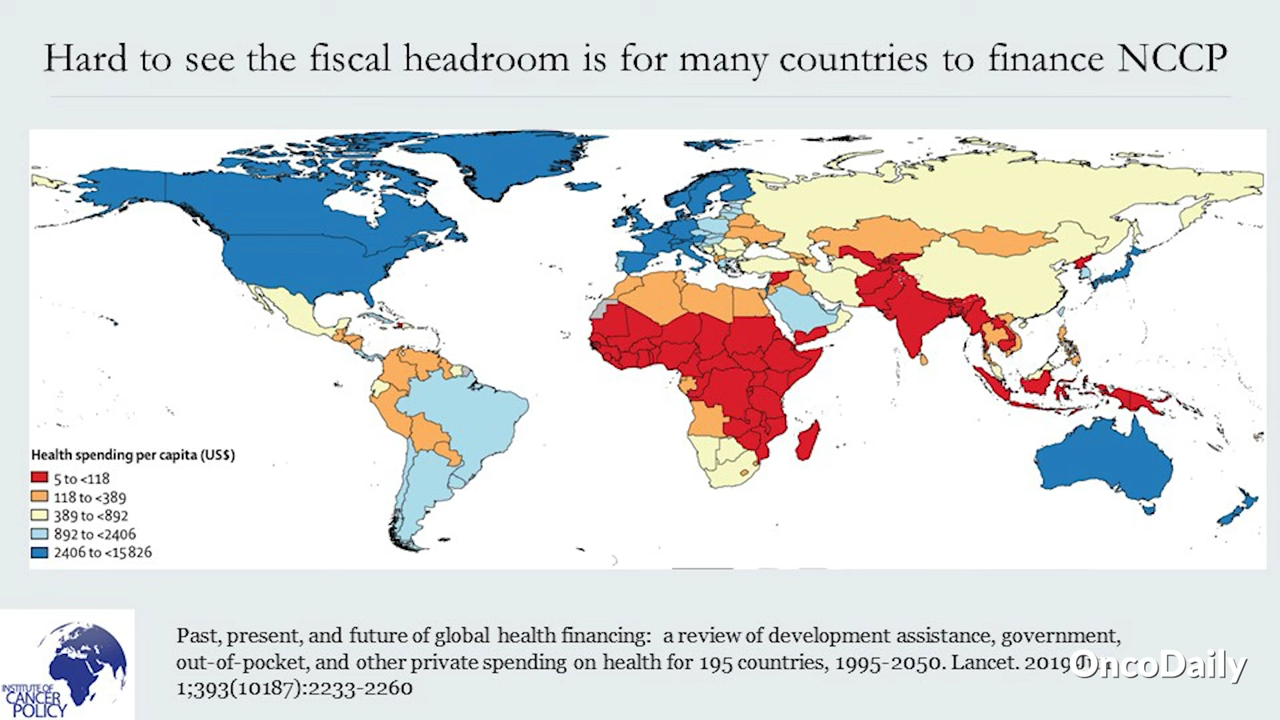 Hard to see the fiscal headroom is for many countries to finance NCCP
Health spending per capita (US$)
5 to <118
118 to <389
389 to <892
892 to <2406
2406 to <15826
Past, present, and future of global health financing: a review of development assistance, government,
out-of-pocket, and other private spending on health for 195 countries, 1995-2050. Lancet. 2019
1;393(10187):2233-2260
OncoDaily
INSTITUTE OF
CANCER
POLICY